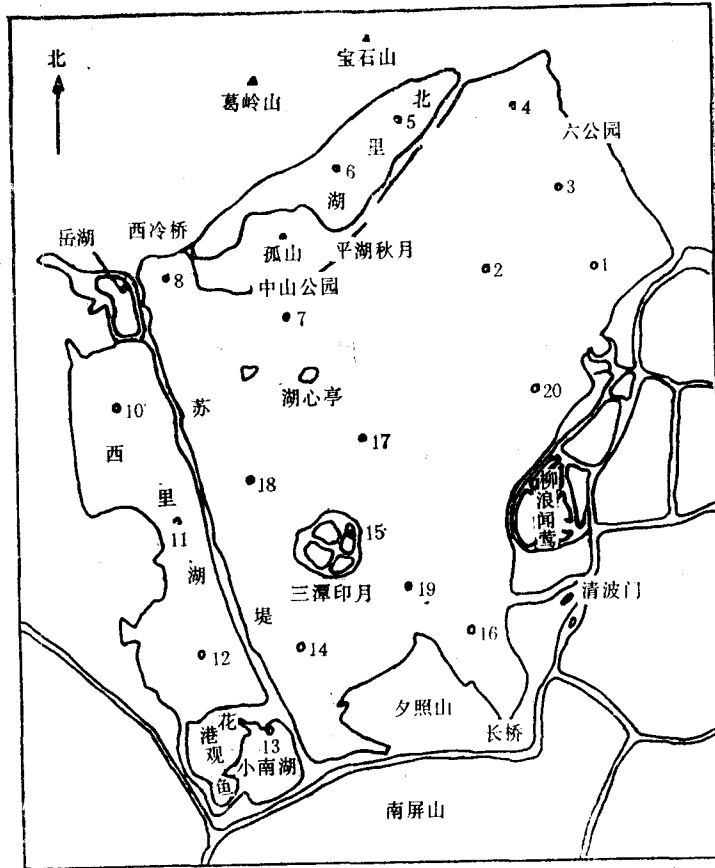 宝石山
北
葛岭山
北里湖
4
5
六公园
6
3
岳湖
西冷桥
孤山
平湖秋月
8
中山公园
2
1
7
湖心亭
20
10
苏堤
17
西里湖
18
柳浪闻莺
11
15
三潭印月
19
清波门
16
14
12
夕照山
长桥
花港观鱼
13
小南湖
南屏山